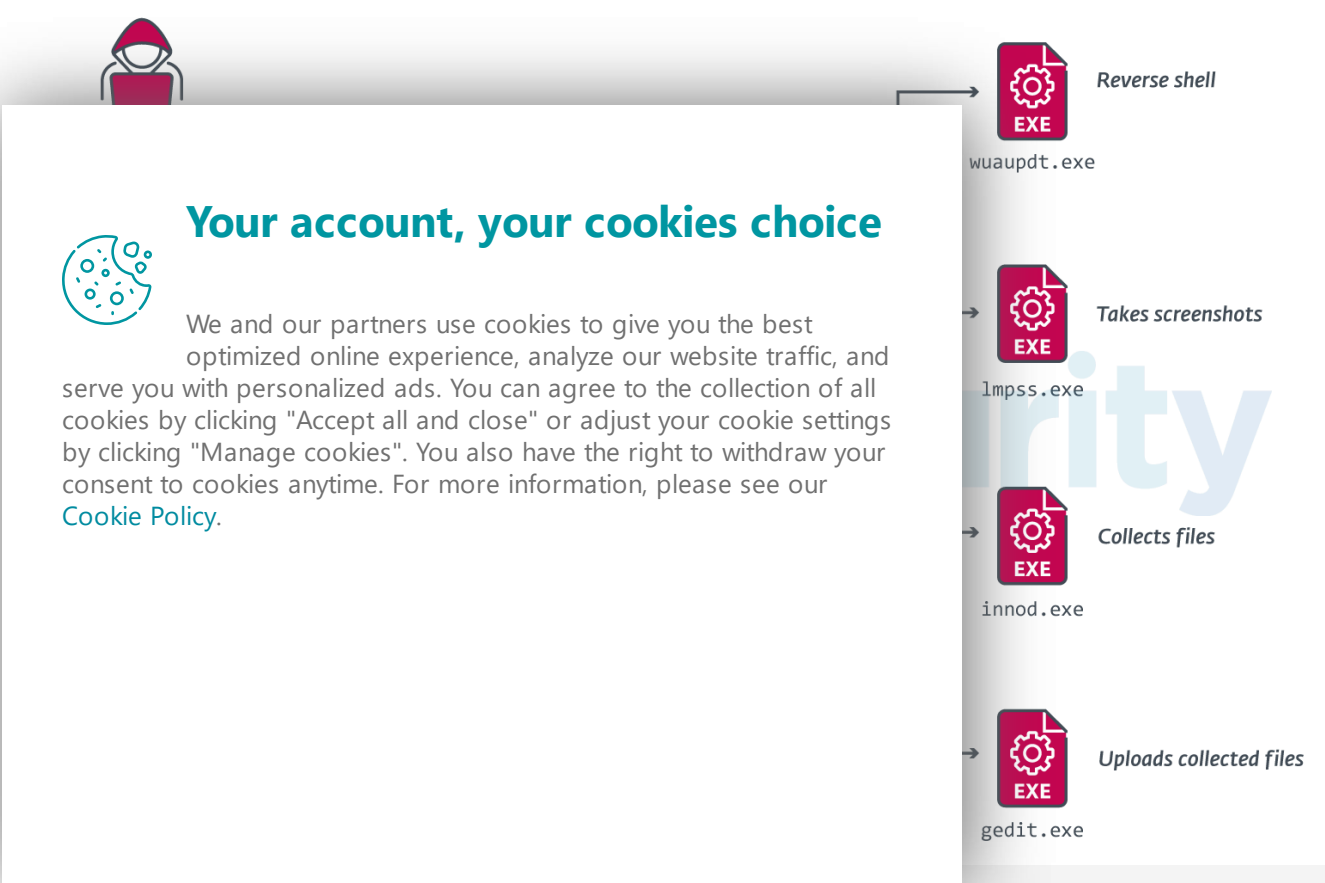 Reverse shell
EXE
wuaupdt.exe
Your account, your cookies choice
We and our partners use cookies to give you the best
optimized online experience, analyze our website traffic, and
serve you with personalized ads. You can agree to the collection of all
cookies by clicking "Accept all and close" or adjust your cookie settings
by clicking "Manage cookies". You also have the right to withdraw your
consent to cookies anytime. For more information, please see our
Cookie Policy.
Takes screenshots
EXE
lmpss.exe
urity
Collects files
EXE
innod.exe
Uploads collected files
EXE
gedit.exe